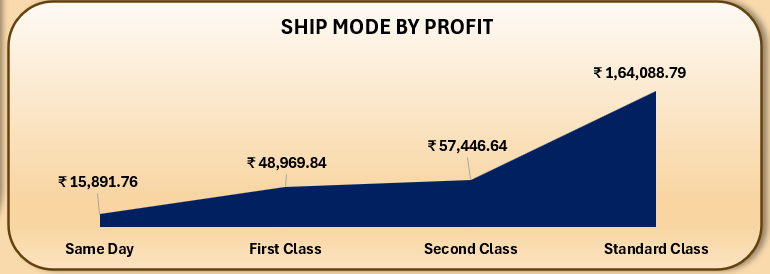 SHIP MODE BY PROFIT
₹ 1,64,088.79
₹ 57,446.64
₹ 48,969.84
₹ 15,891.76
Same Day First Class Second Class Standard Class